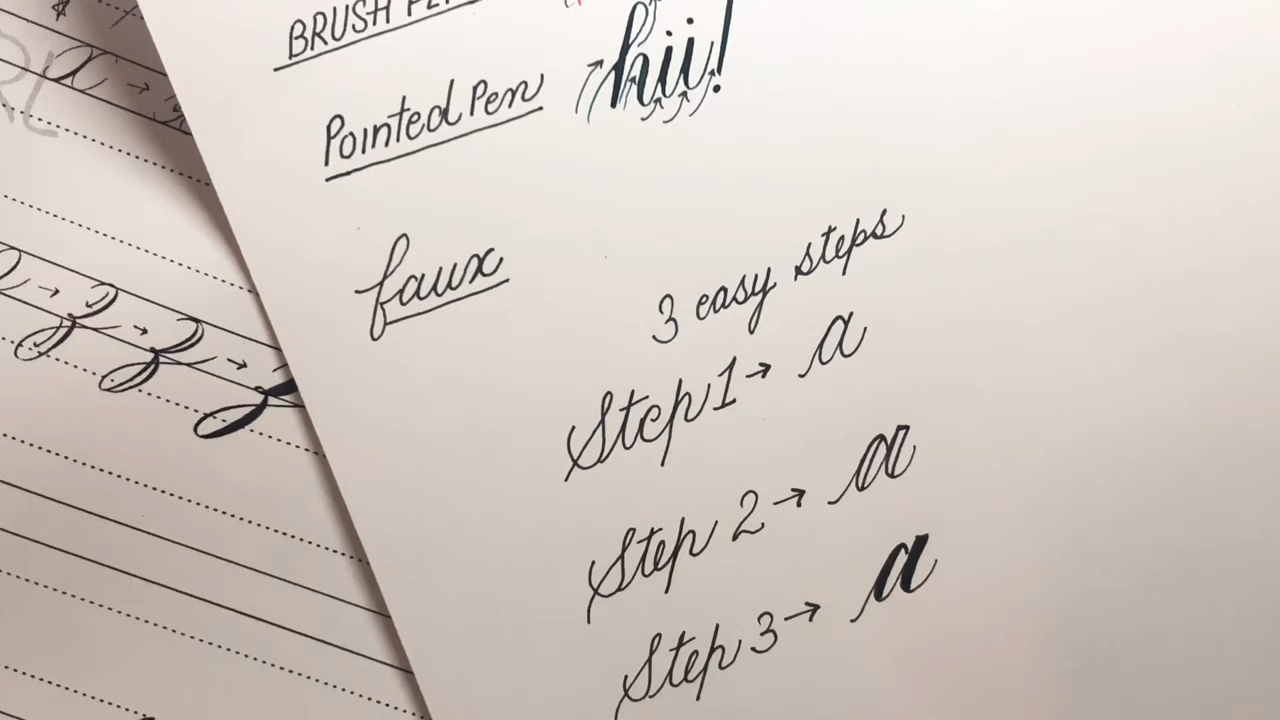 BRUSH
Pointed Pen
hii!
faux
3 easy steps
Step 1 → a
Step 2 → a
Step 3 → a
z → z → z